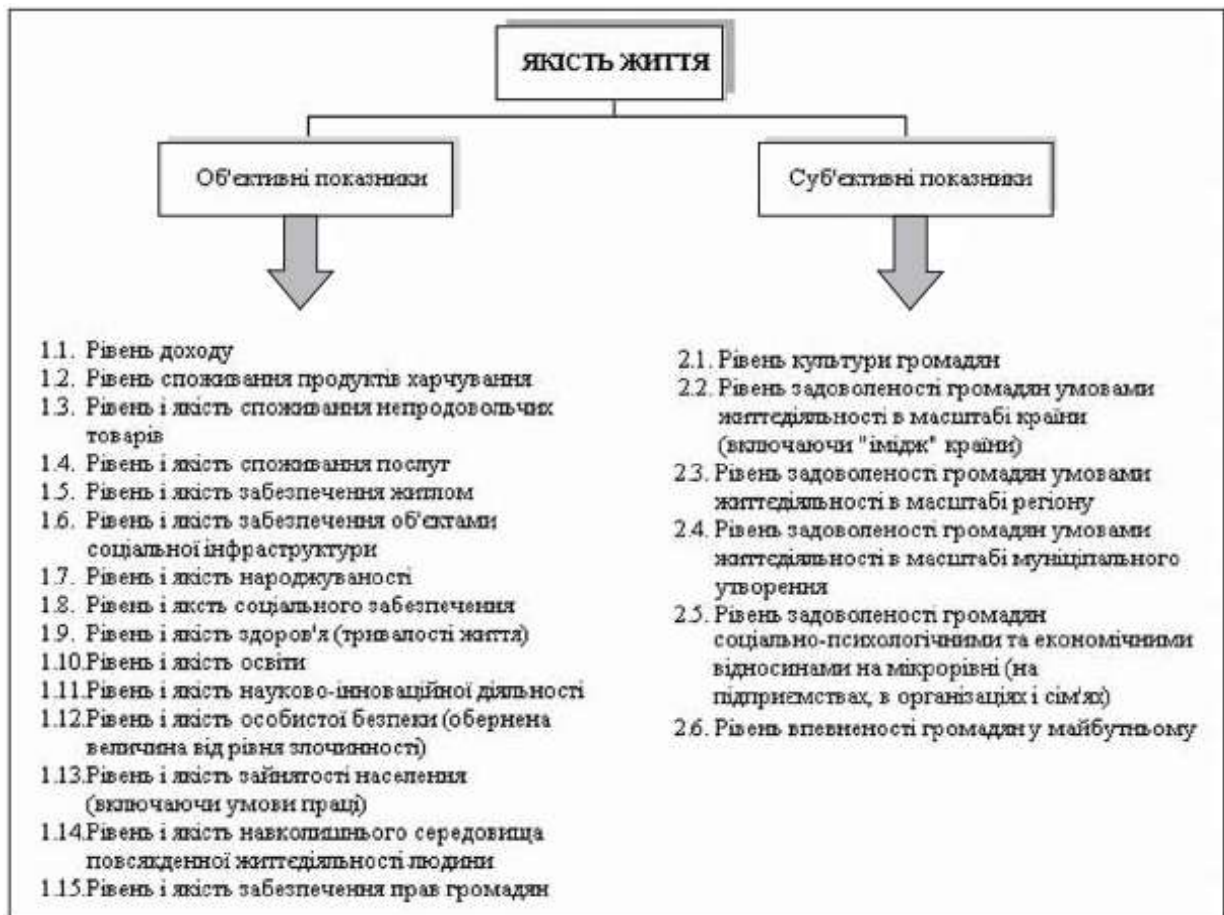 ЯКІСТЬ ЖИТТЯ
Об'єктивні показники
Суб'єктивні показники
1.1. Рівень доходу
1.2. Рівень споживання продуктів харчування
1.3. Рівень і якість споживання непродовольчих
товарів
1.4. Рівень і якість споживання послуг
1.5. Рівень і якість забезпечення житлом
1.6. Рівень і якість забезпечення об'єктами
соціальної інфраструктури
1.7. Рівень і якість народжуваності
1.8. Рівень і яксть соціального забезпечення
1.9. Рівень і якість здоров'я (тривалості життя)
1.10.Рівень і якість освіти
1.11.Рівень і якість науково-інноваційної діяльності
1.12.Рівень і якість особистої безпеки (обернена
величина від рівня злочинності)
1.13.Рівень і якість зайнятості населення
(включаючи умови праці)
1.14.Рівень і якість навколишнього середовища
повсякденної життєдіяльності людини
1.15.Рівень і якість забезпечення прав громадян
2.1. Рівень культури громадян
2.2. Рівень задоволеності громадян умовами
життєдіяльності в масштабі країни
(включаючи "імідж" країни)
2.3. Рівень задоволеності громадян умовами
життєдіяльності в масштабі регіону
2.4. Рівень задоволеності громадян умовами
життєдіяльності в масштабі муніціпального
утворення
2.5. Рівень задоволеності громадян
соціально-психологічними та економічними
відносинами на мікрорівні (на
підприємствах, в організаціях і сім'ях)
2.6. Рівень впевненості громадян у майбутньому